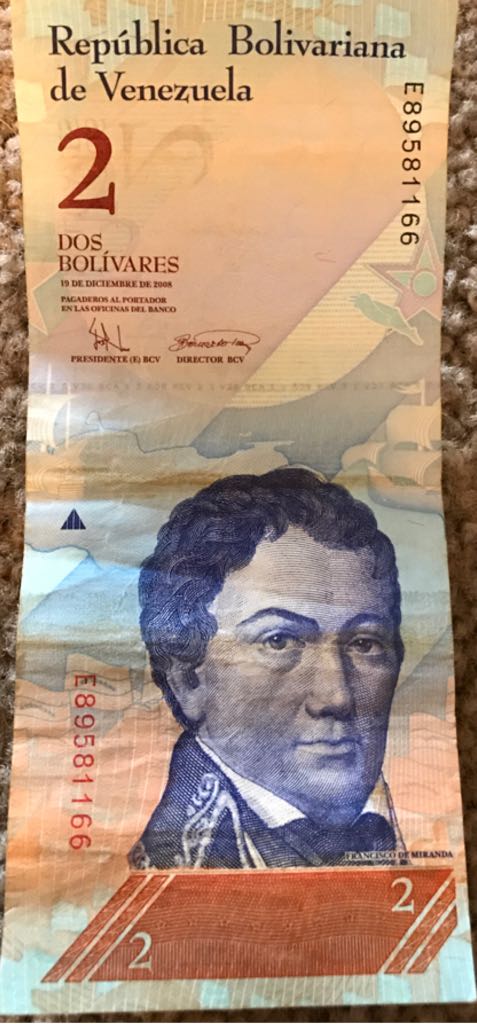 República Bolivariana
de Venezuela
E89581166
2
DOS
BOLÍVARES
19 DE DICIEMBRE DE 2008
PAGADEROS AL PORTADOR
EN LAS OFICINAS DEL BANCO
PRESIDENTE (E) BCV DIRECTOR BCV
E89581166
FRANCISCO DE MIRANDA
2
2